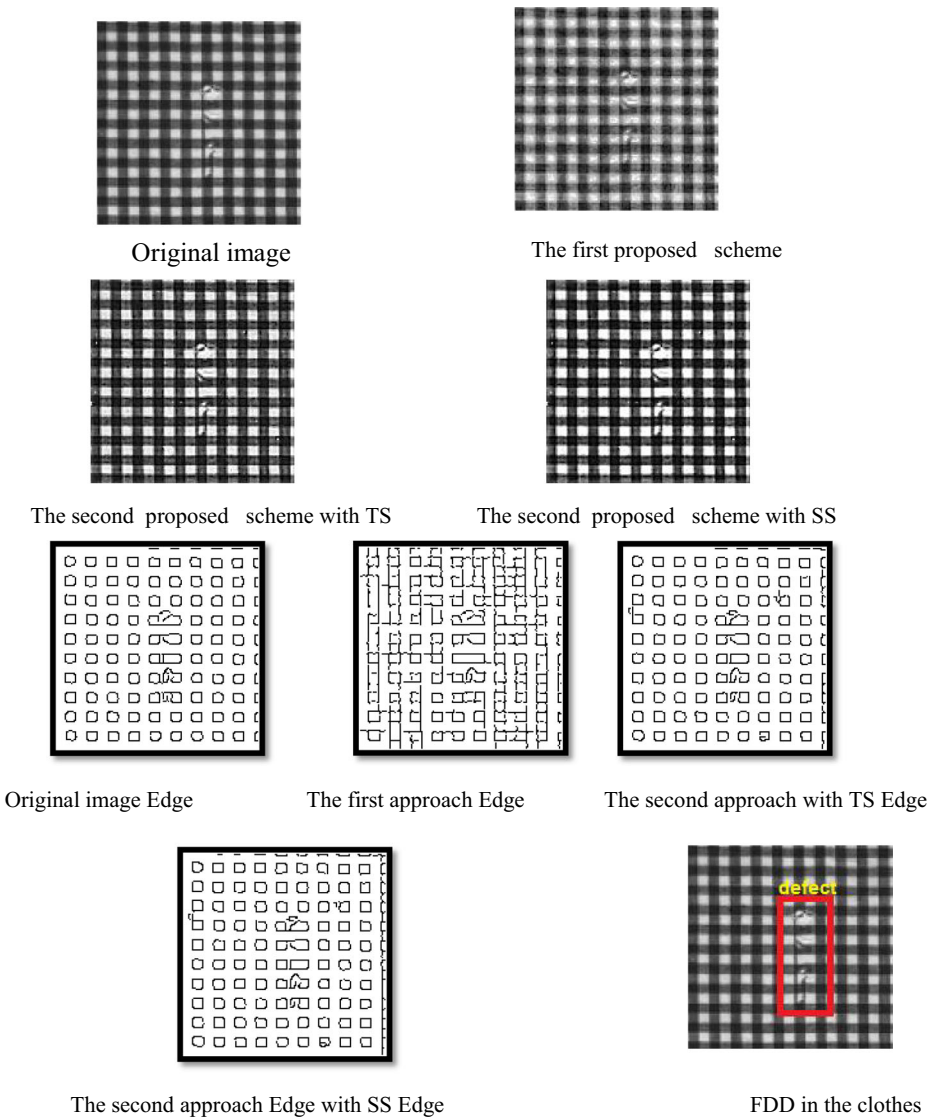 Original image
The first proposed scheme
The second proposed scheme with TS
The second proposed scheme with SS
Original image Edge
The first approach Edge
The second approach with TS Edge
defect
The second approach Edge with SS Edge
FDD in the clothes